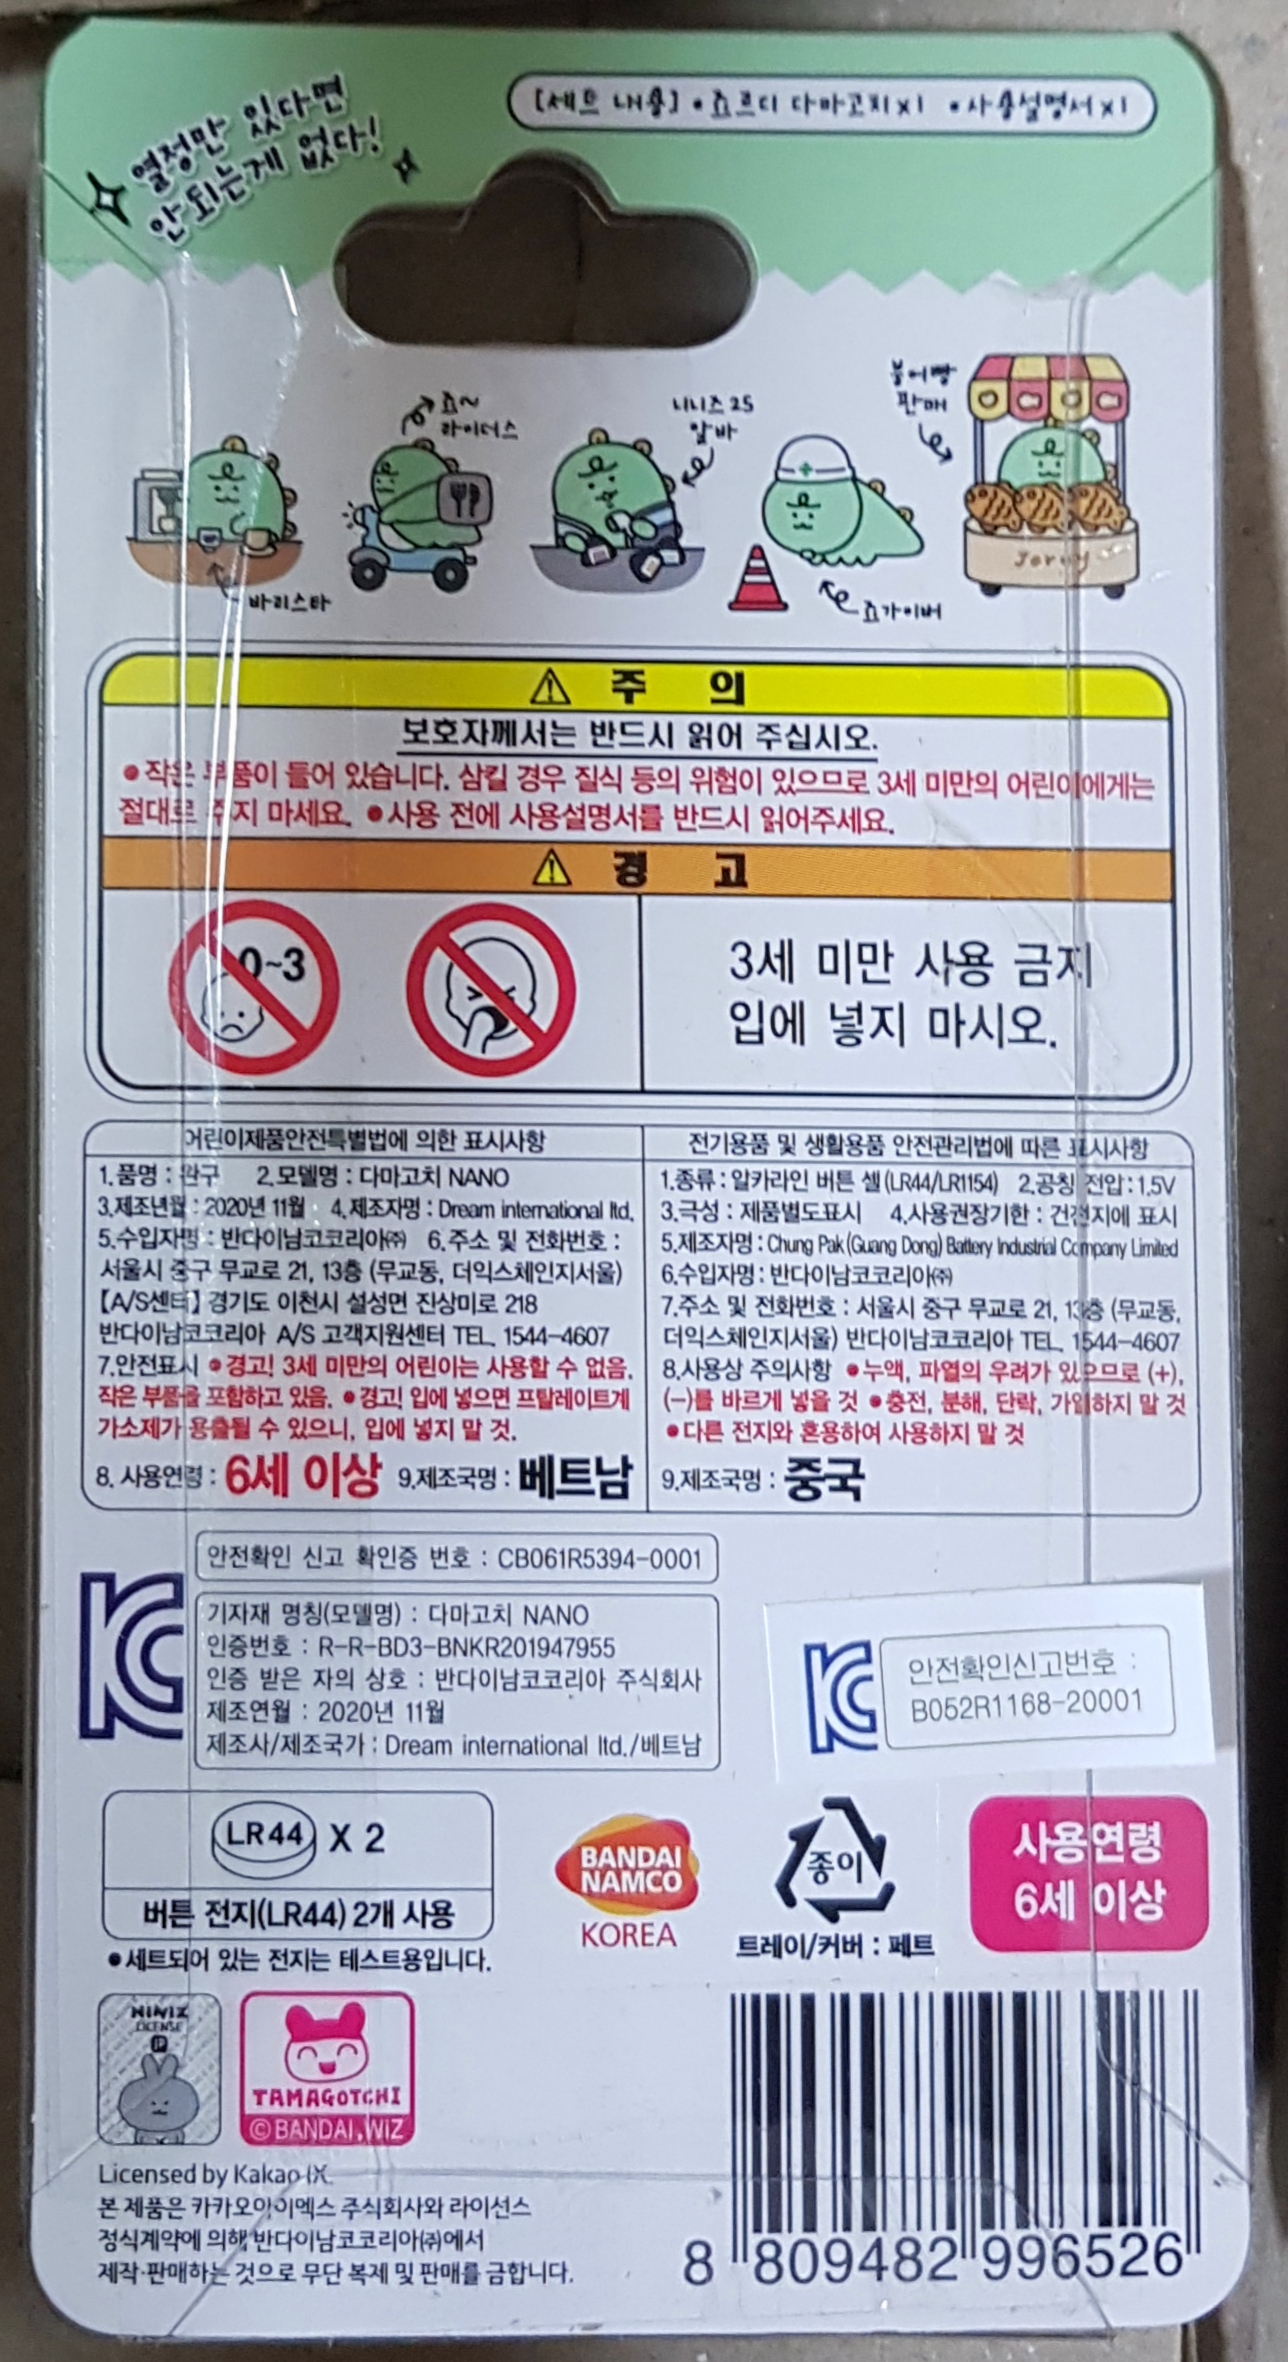 열정만 있다면
안 되는게 없다!
[세트 내용] •죠르디 다마고치x1 •사용설명서x1
죠~
라이더스
니니즈25
알바
붕어빵
판매
바리스타
죠가이버
Jordy
⚠ 주 의
보호자께서는 반드시 읽어 주십시오.
●작은 부품이 들어 있습니다. 삼킬 경우 질식 등의 위험이 있으므로 3세 미만의 어린이에게는
절대로 주지 마세요. ●사용 전에 사용설명서를 반드시 읽어주세요.
⚠ 경 고
0~3
3세 미만 사용 금지
입에 넣지 마시오.
어린이제품안전특별법에 의한 표시사항
1.품명 : 완구 2.모델명 : 다마고치 NANO
3.제조년월 : 2020년 11월 4.제조자명 : Dream international ltd.
5.수입자명 : 반다이남코코리아㈜ 6.주소 및 전화번호 :
서울시 중구 무교로 21, 13층 (무교동, 더익스체인지서울)
【A/S센터】 경기도 이천시 설성면 진상미로 218
반다이남코코리아 A/S 고객지원센터 TEL. 1544-4607
7.안전표시 ●경고! 3세 미만의 어린이는 사용할 수 없음.
작은 부품을 포함하고 있음. ●경고! 입에 넣으면 프탈레이트계
가소제가 용출될 수 있으니, 입에 넣지 말 것.
8. 사용연령 : 6세 이상 9.제조국명 : 베트남
전기용품 및 생활용품 안전관리법에 따른 표시사항
1.종류 : 알카라인 버튼 셀 (LR44/LR1154) 2.공칭 전압 : 1.5V
3.극성 : 제품별도표시 4.사용권장기한 : 건전지에 표시
5.제조자명 : Chung Pak (Guang Dong) Battery Industrial Company Limited
6.수입자명 : 반다이남코코리아㈜
7.주소 및 전화번호 : 서울시 중구 무교로 21, 13층 (무교동,
더익스체인지서울) 반다이남코코리아 TEL. 1544-4607
8.사용상 주의사항 ●누액, 파열의 우려가 있으므로 (+),
(-)를 바르게 넣을 것 ●충전, 분해, 단락, 가열하지 말 것
●다른 전지와 혼용하여 사용하지 말 것
9.제조국명 : 중국
안전확인 신고 확인증 번호 : CB061R5394-0001
기자재 명칭(모델명) : 다마고치 NANO
인증번호 : R-R-BD3-BNKR201947955
인증 받은 자의 상호 : 반다이남코코리아 주식회사
제조연월 : 2020년 11월
제조사/제조국가 : Dream international ltd./베트남
안전확인신고번호 :
B052R1168-20001
LR44 X 2
버튼 전지(LR44) 2개 사용
●세트되어 있는 전지는 테스트용입니다.
BANDAI
NAMCO
KOREA
종이
트레이/커버 : 페트
사용연령
6세 이상
NINIZ
LICENSE
IP
TAMAGOTCHI
©BANDAI,WiZ
Licensed by Kakao IX.
본 제품은 카카오아이엑스 주식회사와 라이선스
정식계약에 의해 반다이남코코리아㈜에서
제작·판매하는 것으로 무단 복제 및 판매를 금합니다.
8 809482 996526